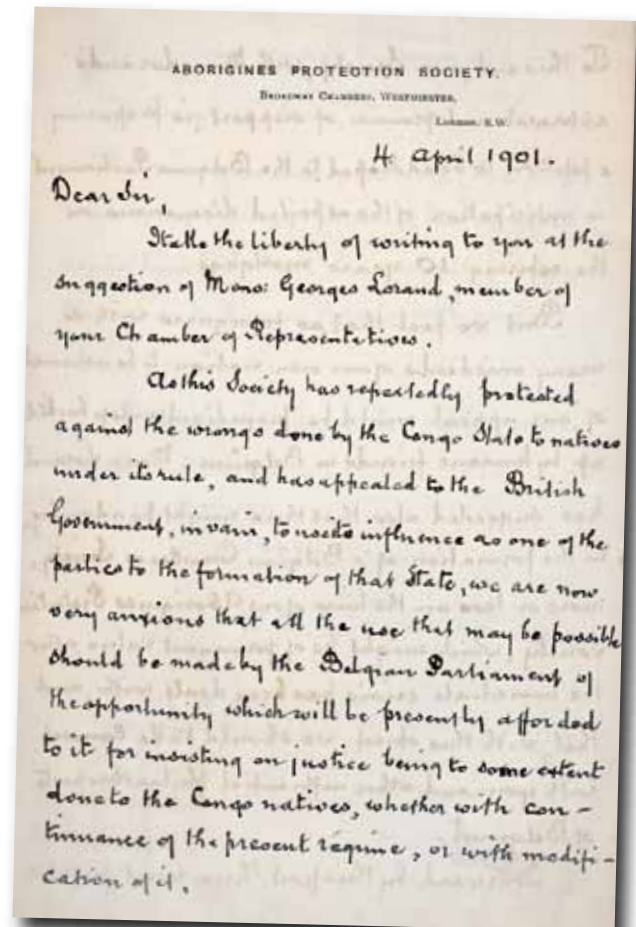 ABORIGINES PROTECTION SOCIETY.
BROADWAY CHAMBERS, WESTMINSTER,
LONDON. S.W.
4 April 1901.
Dear Sir,
I take the liberty of writing to you at the
suggestion of Mons: Georges Lorand, member of
your Chamber of Representatives.
As this Society has repeatedly protested
against the wrongs done by the Congo State to natives
under its rule, and has appealed to the British
Government, in vain, to use its influence as one of the
parties to the formation of that State, we are now
very anxious that all the use that may be possible
should be made by the Belgian Parliament of
the opportunity which will be presently afforded
to it for insisting on justice being to some extent
done to the Congo natives, whether with con-
tinuance of the present regime, or with modifi-
cation of it.